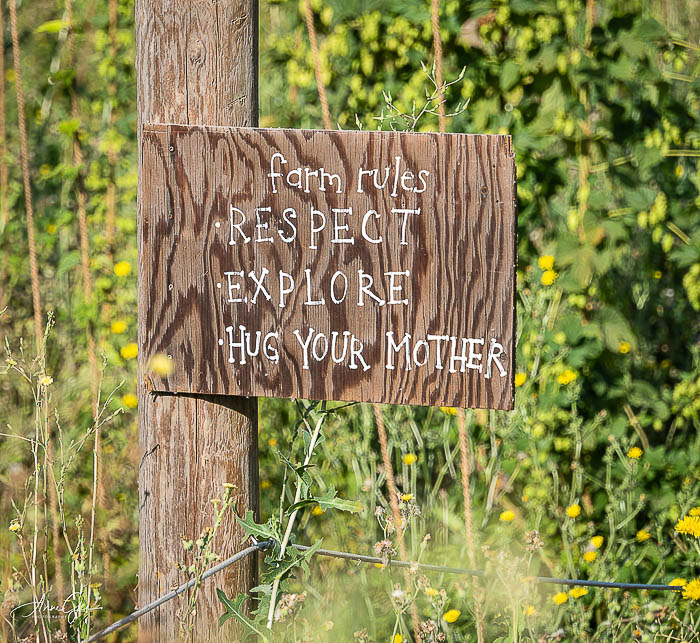 farm rules
·RESPECT
·EXPLORE
·HUG YOUR MOTHER